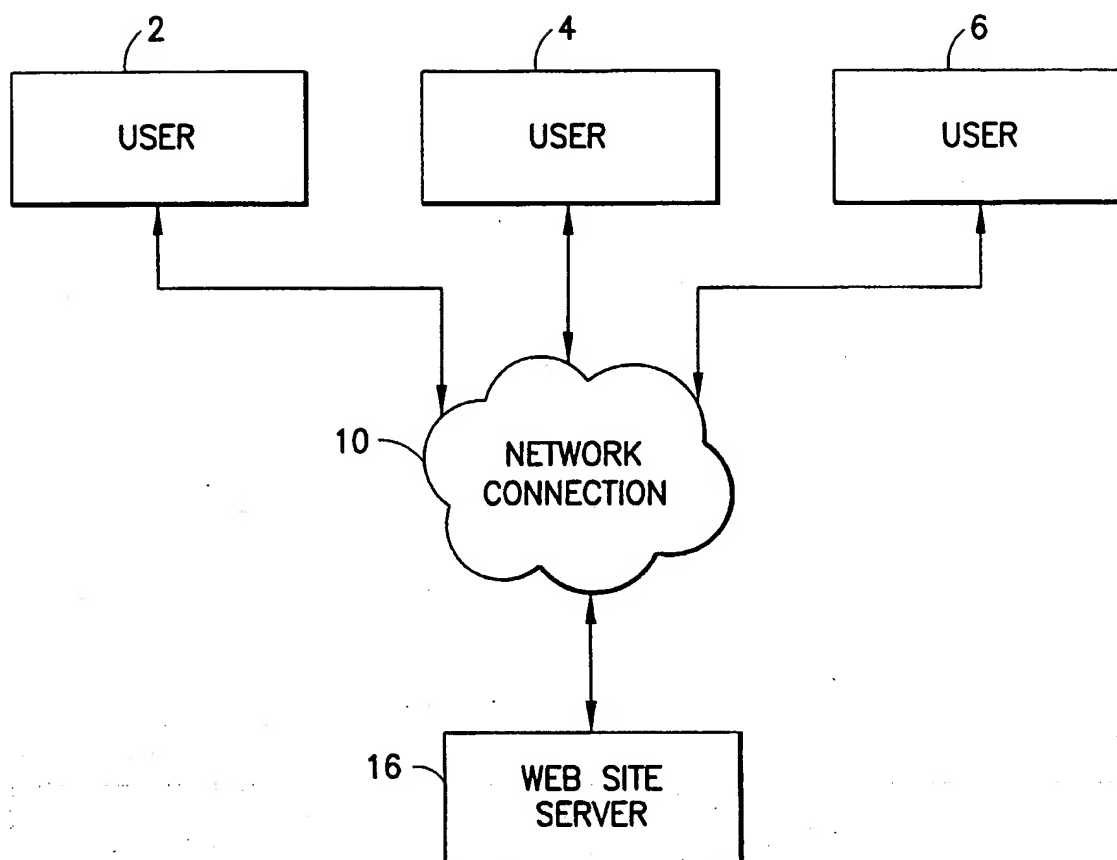 2
4
6
USER
USER
USER
10
NETWORK
CONNECTION
16
WEB SITE
SERVER